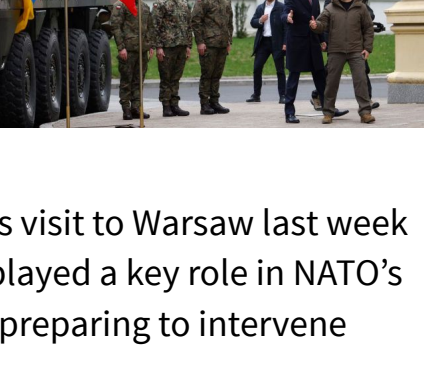 s visit to Warsaw last week
played a key role in NATO’s
preparing to intervene